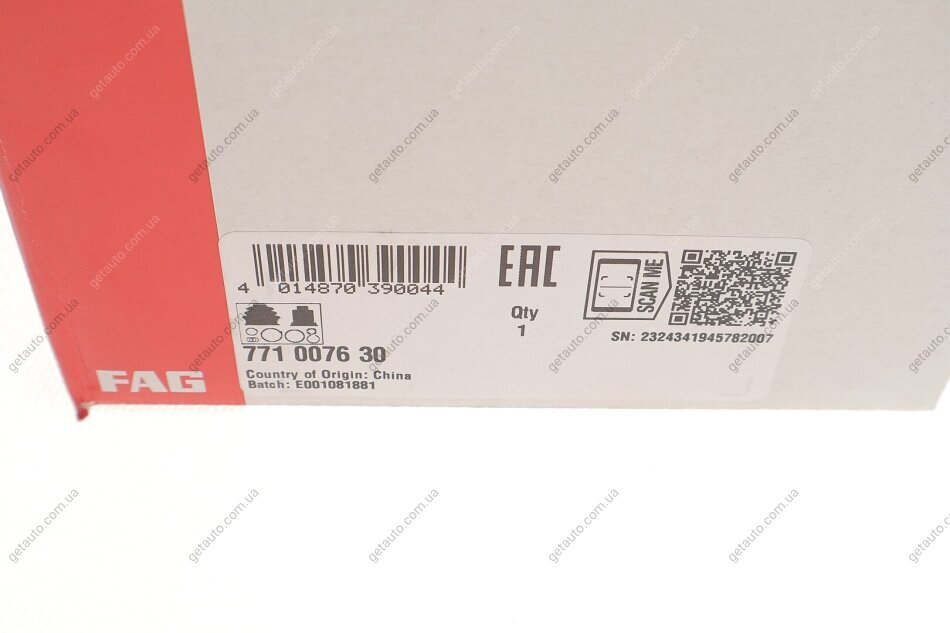 4 014870 390044
EAC
Qty
1
SCAN ME
SN: 2324341945782007
771 0076 30
Country of Origin: China
Batch: E001081881
FAG
getauto.com.ua